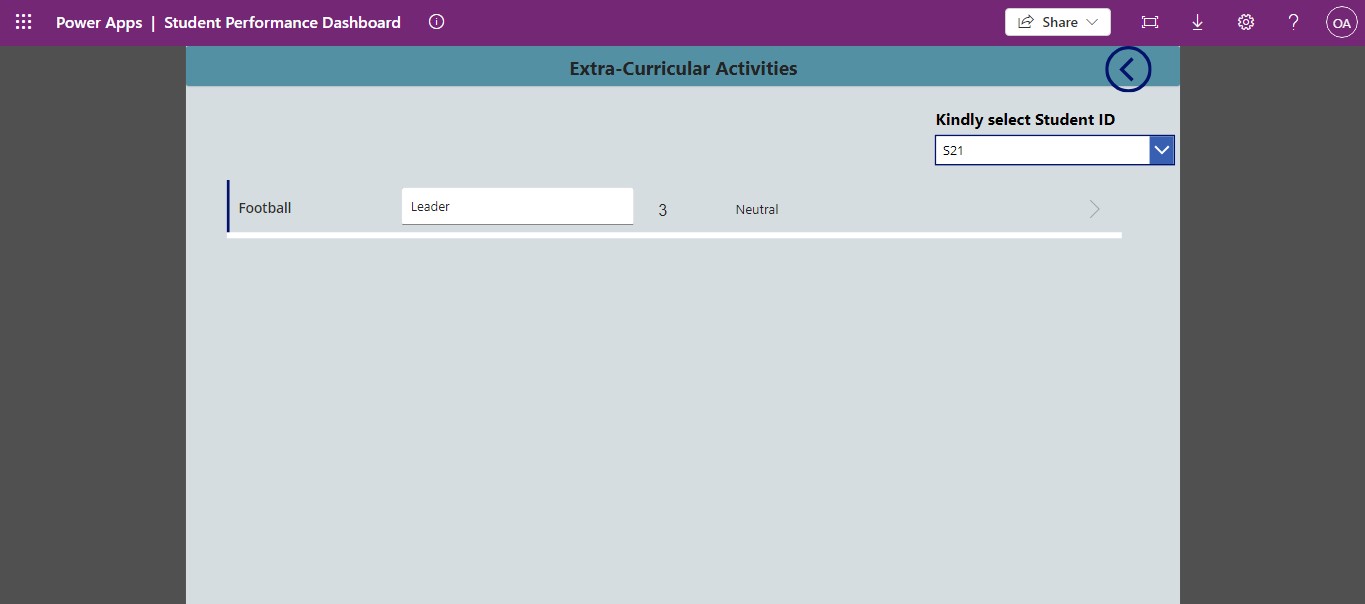 Power Apps | Student Performance Dashboard
Share
?
OA
Extra-Curricular Activities
Kindly select Student ID
S21
Football Leader 3 Neutral